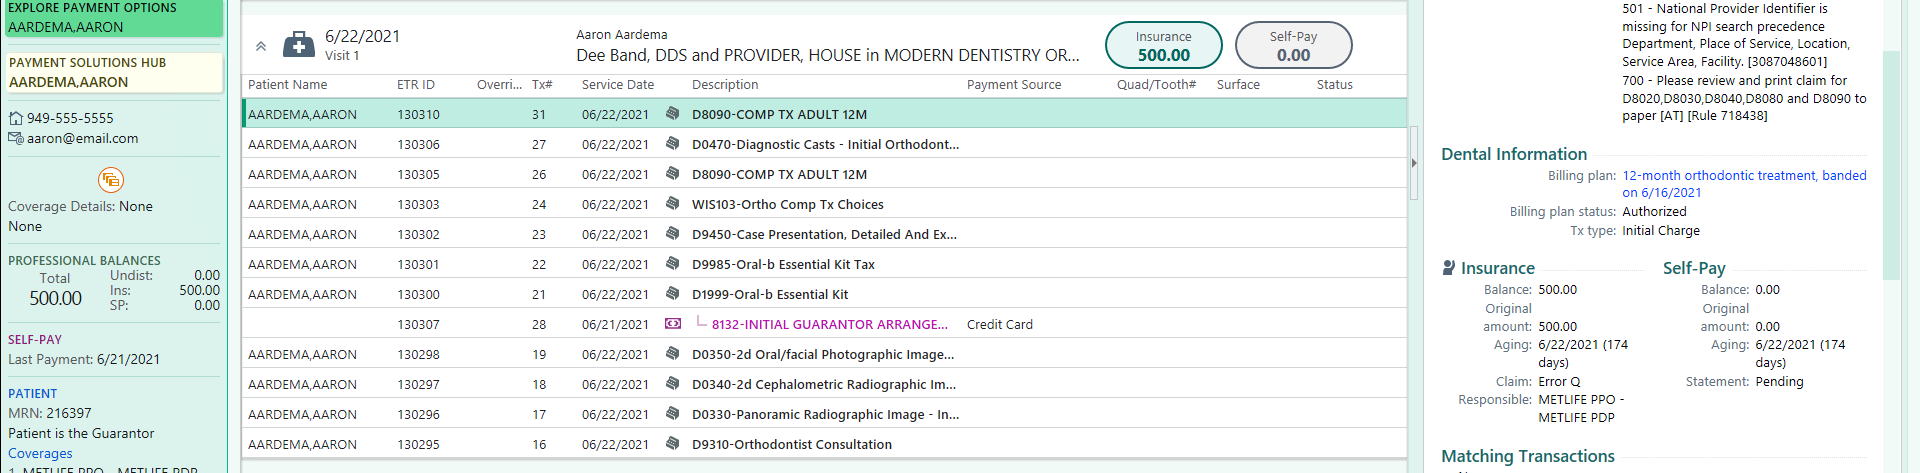 EXPLORE PAYMENT OPTIONS
AARDEMA,AARON
PAYMENT SOLUTIONS HUB
AARDEMA,AARON
949-555-5555
aaron@email.com
Coverage Details: None
None
PROFESSIONAL BALANCES
Total
500.00
Undist: 0.00
Ins: 500.00
SP: 0.00
SELF-PAY
Last Payment: 6/21/2021
PATIENT
MRN: 216397
Patient is the Guarantor
Coverages
1. METLIFE PPO - METLIFE PDP
6/22/2021
Visit 1
Aaron Aardema
Dee Band, DDS and PROVIDER, HOUSE in MODERN DENTISTRY OR...
Insurance
500.00
Self-Pay
0.00
Patient Name ETR ID Overri... Tx# Service Date Description Payment Source Quad/Tooth# Surface Status
AARDEMA,AARON 130310 31 06/22/2021 D8090-COMP TX ADULT 12M
AARDEMA,AARON 130306 27 06/22/2021 D0470-Diagnostic Casts - Initial Orthodont...
AARDEMA,AARON 130305 26 06/22/2021 D8090-COMP TX ADULT 12M
AARDEMA,AARON 130303 24 06/22/2021 WIS103-Ortho Comp Tx Choices
AARDEMA,AARON 130302 23 06/22/2021 D9450-Case Presentation, Detailed And Ex...
AARDEMA,AARON 130301 22 06/22/2021 D9985-Oral-b Essential Kit Tax
AARDEMA,AARON 130300 21 06/22/2021 D1999-Oral-b Essential Kit
130307 28 06/21/2021 8132-INITIAL GUARANTOR ARRANGE... Credit Card
AARDEMA,AARON 130298 19 06/22/2021 D0350-2d Oral/facial Photographic Image...
AARDEMA,AARON 130297 18 06/22/2021 D0340-2d Cephalometric Radiographic Im...
AARDEMA,AARON 130296 17 06/22/2021 D0330-Panoramic Radiographic Image - In...
AARDEMA,AARON 130295 16 06/22/2021 D9310-Orthodontist Consultation
501 - National Provider Identifier is
missing for NPI search precedence
Department, Place of Service, Location,
Service Area, Facility. [3087048601]
700 - Please review and print claim for
D8020,D8030,D8040,D8080 and D8090 to
paper [AT] [Rule 718438]
Dental Information
Billing plan: 12-month orthodontic treatment, banded
on 6/16/2021
Billing plan status: Authorized
Tx type: Initial Charge
Insurance
Balance: 500.00
Original
amount: 500.00
Aging: 6/22/2021 (174
days)
Claim: Error Q
Responsible: METLIFE PPO -
METLIFE PDP
Self-Pay
Balance: 0.00
Original
amount: 0.00
Aging: 6/22/2021 (174
days)
Statement: Pending
Matching Transactions